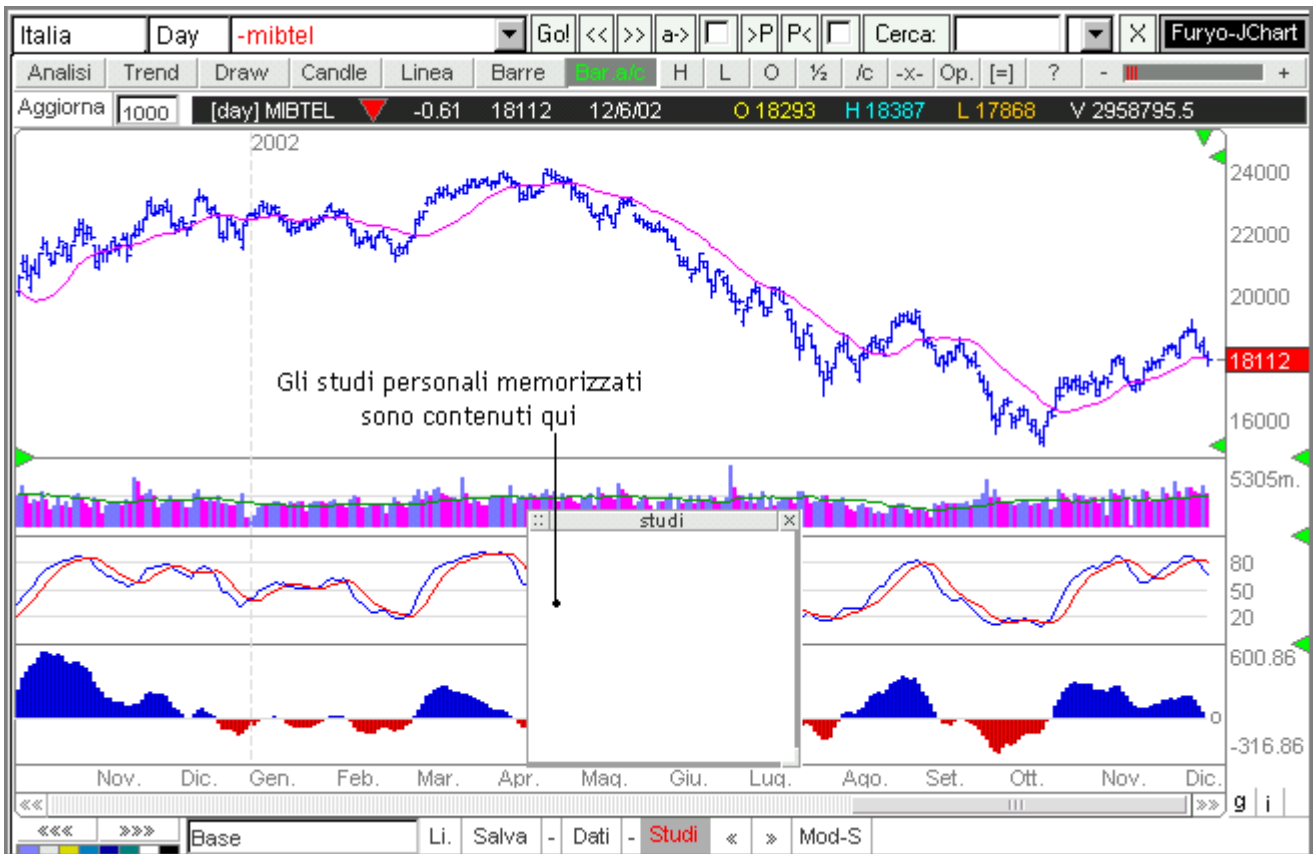 Italia Day -mibtel Go! << >> a-> >P P< Cerca: X Furyo-JChart
Analisi Trend Draw Candle Linea Barre Bar.a/c H L O ½ /c -x- Op. [=] ? - +
Aggiorna 1000 [day] MIBTEL -0.61 18112 12/6/02 O 18293 H 18387 L 17868 V 2958795.5
2002
24000
22000
20000
18112
16000
Gli studi personali memorizzati
sono contenuti qui
5305m.
studi
80
50
20
600.86
0
-316.86
Nov. Dic. Gen. Feb. Mar. Apr. Mag. Giu. Lug. Ago. Set. Ott. Nov. Dic.
<< >> g i
<<< >>> Base Li. Salva - Dati - Studi « » Mod-S